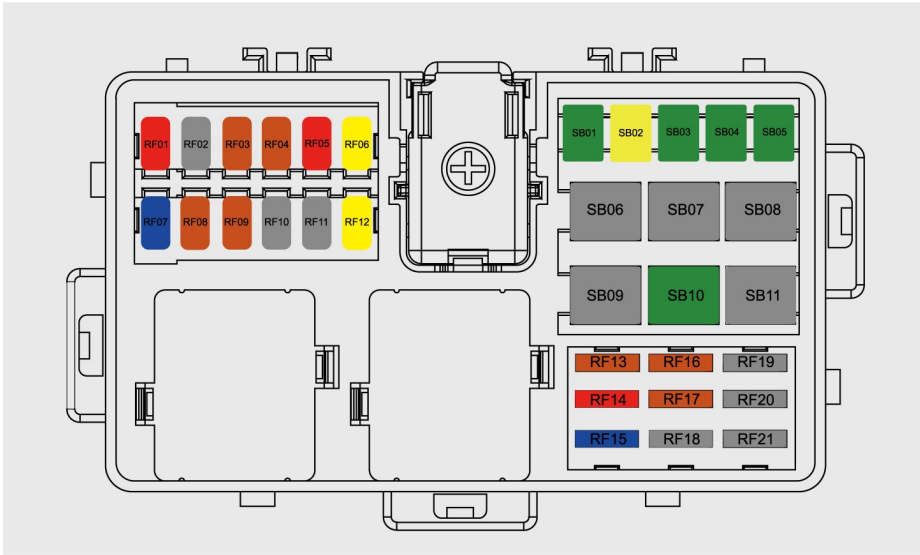 RF01 RF02 RF03 RF04 RF05 RF06
RF07 RF08 RF09 RF10 RF11 RF12
SB01 SB02 SB03 SB04 SB05
SB06 SB07 SB08
SB09 SB10 SB11
RF13 RF16 RF19
RF14 RF17 RF20
RF15 RF18 RF21